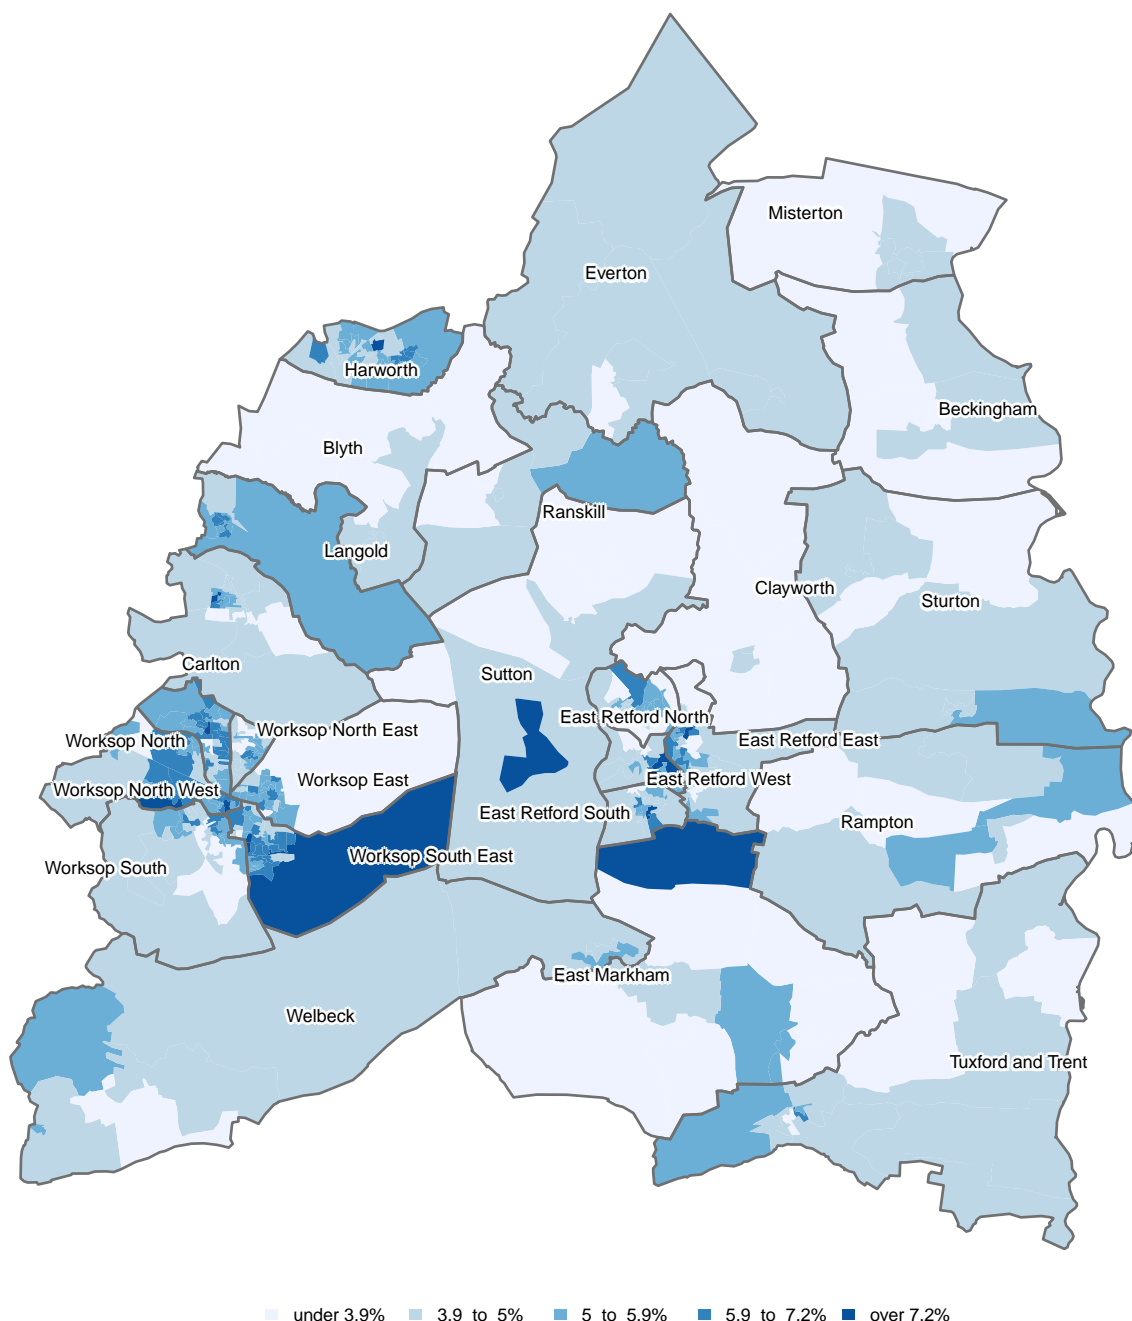 Misterton
Everton
Harworth
Beckingham
Blyth
Ranskill
Langold
Clayworth
Sturton
Carlton
Sutton
East Retford North
Worksop North East
Worksop North
East Retford East
Worksop East
East Retford West
Worksop North West
East Retford South
Rampton
Worksop South East
Worksop South
East Markham
Welbeck
Tuxford and Trent
under 3.9% 3.9 to 5% 5 to 5.9% 5.9 to 7.2% over 7.2%